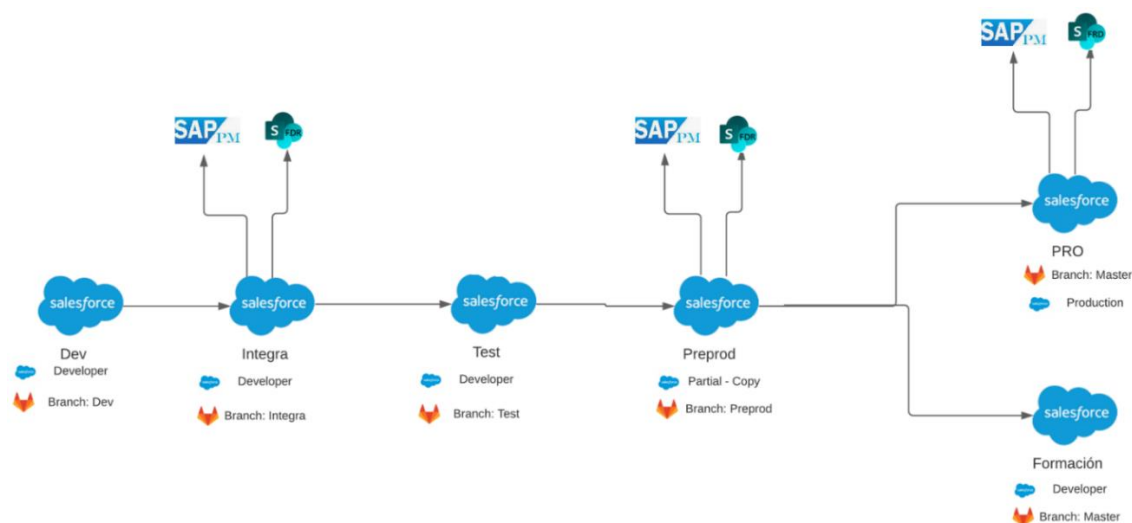 SAP PM
S FRD
SAP PM
S FDR
SAP PM
S FDR
salesforce
PRO
Branch: Master
Production
salesforce
Dev
Developer
Branch: Dev
salesforce
Integra
Developer
Branch: Integra
salesforce
Test
Developer
Branch: Test
salesforce
Preprod
Partial - Copy
Branch: Preprod
salesforce
Formación
Developer
Branch: Master